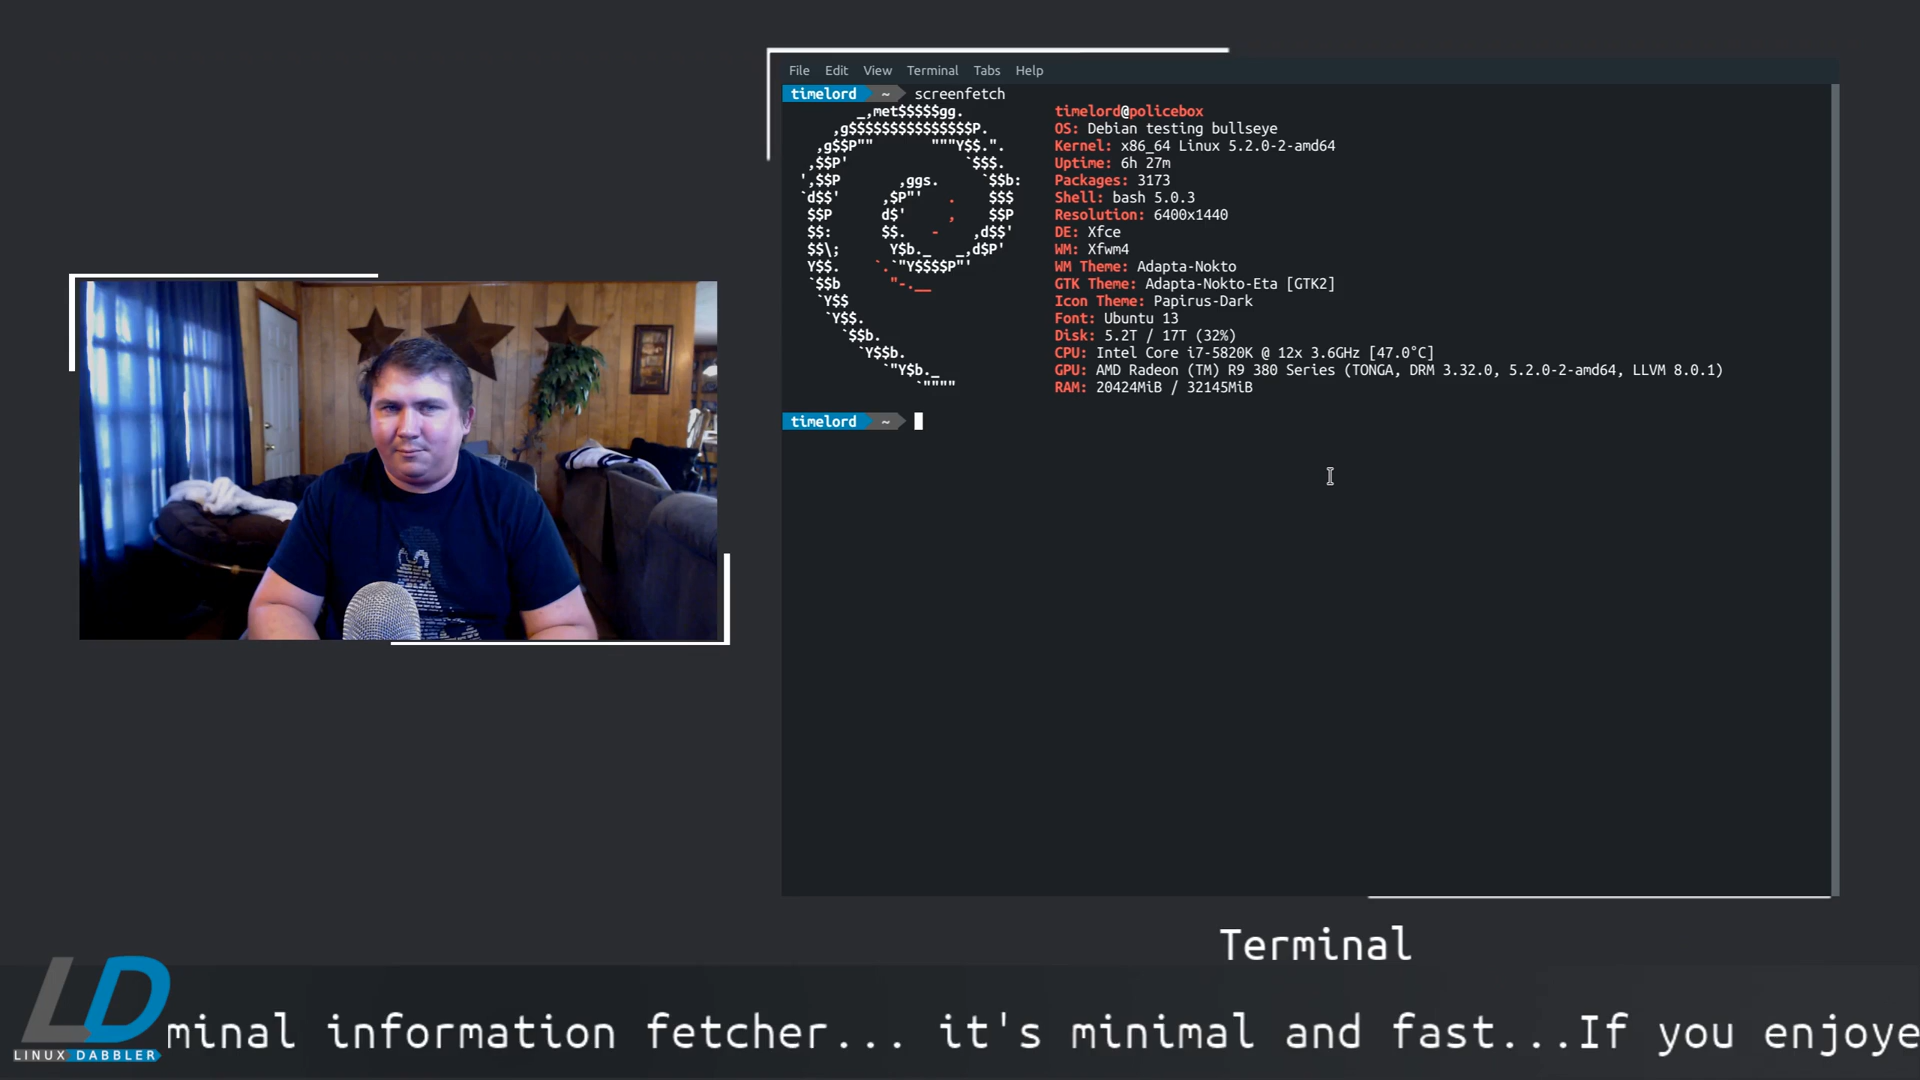 File Edit View Terminal Tabs Help
timelord ~ screenfetch
_,met$$$$$gg.
,g$$$$$$$$$$$$$$$P.
,g$$P"" """Y$$.".
,$$P' `$$$.
',$$P ,ggs. `$$b:
`d$$' ,$P"' . $$$
$$P d$' , $$P
$$: $$. - ,d$$'
$$\; Y$b._ _,d$P'
Y$$. `.`"Y$$$$P"'
`$$b "-.__
`Y$$
`Y$$.
`$$b.
`Y$$b.
`"Y$b._
`""""
timelord@policebox
OS: Debian testing bullseye
Kernel: x86_64 Linux 5.2.0-2-amd64
Uptime: 6h 27m
Packages: 3173
Shell: bash 5.0.3
Resolution: 6400x1440
DE: Xfce
WM: Xfwm4
WM Theme: Adapta-Nokto
GTK Theme: Adapta-Nokto-Eta [GTK2]
Icon Theme: Papirus-Dark
Font: Ubuntu 13
Disk: 5.2T / 17T (32%)
CPU: Intel Core i7-5820K @ 12x 3.6GHz [47.0°C]
GPU: AMD Radeon (TM) R9 380 Series (TONGA, DRM 3.32.0, 5.2.0-2-amd64, LLVM 8.0.1)
RAM: 20424MiB / 32145MiB
timelord ~
Terminal
LD
LINUX DABBLER
minal information fetcher... it's minimal and fast...If you enjoye